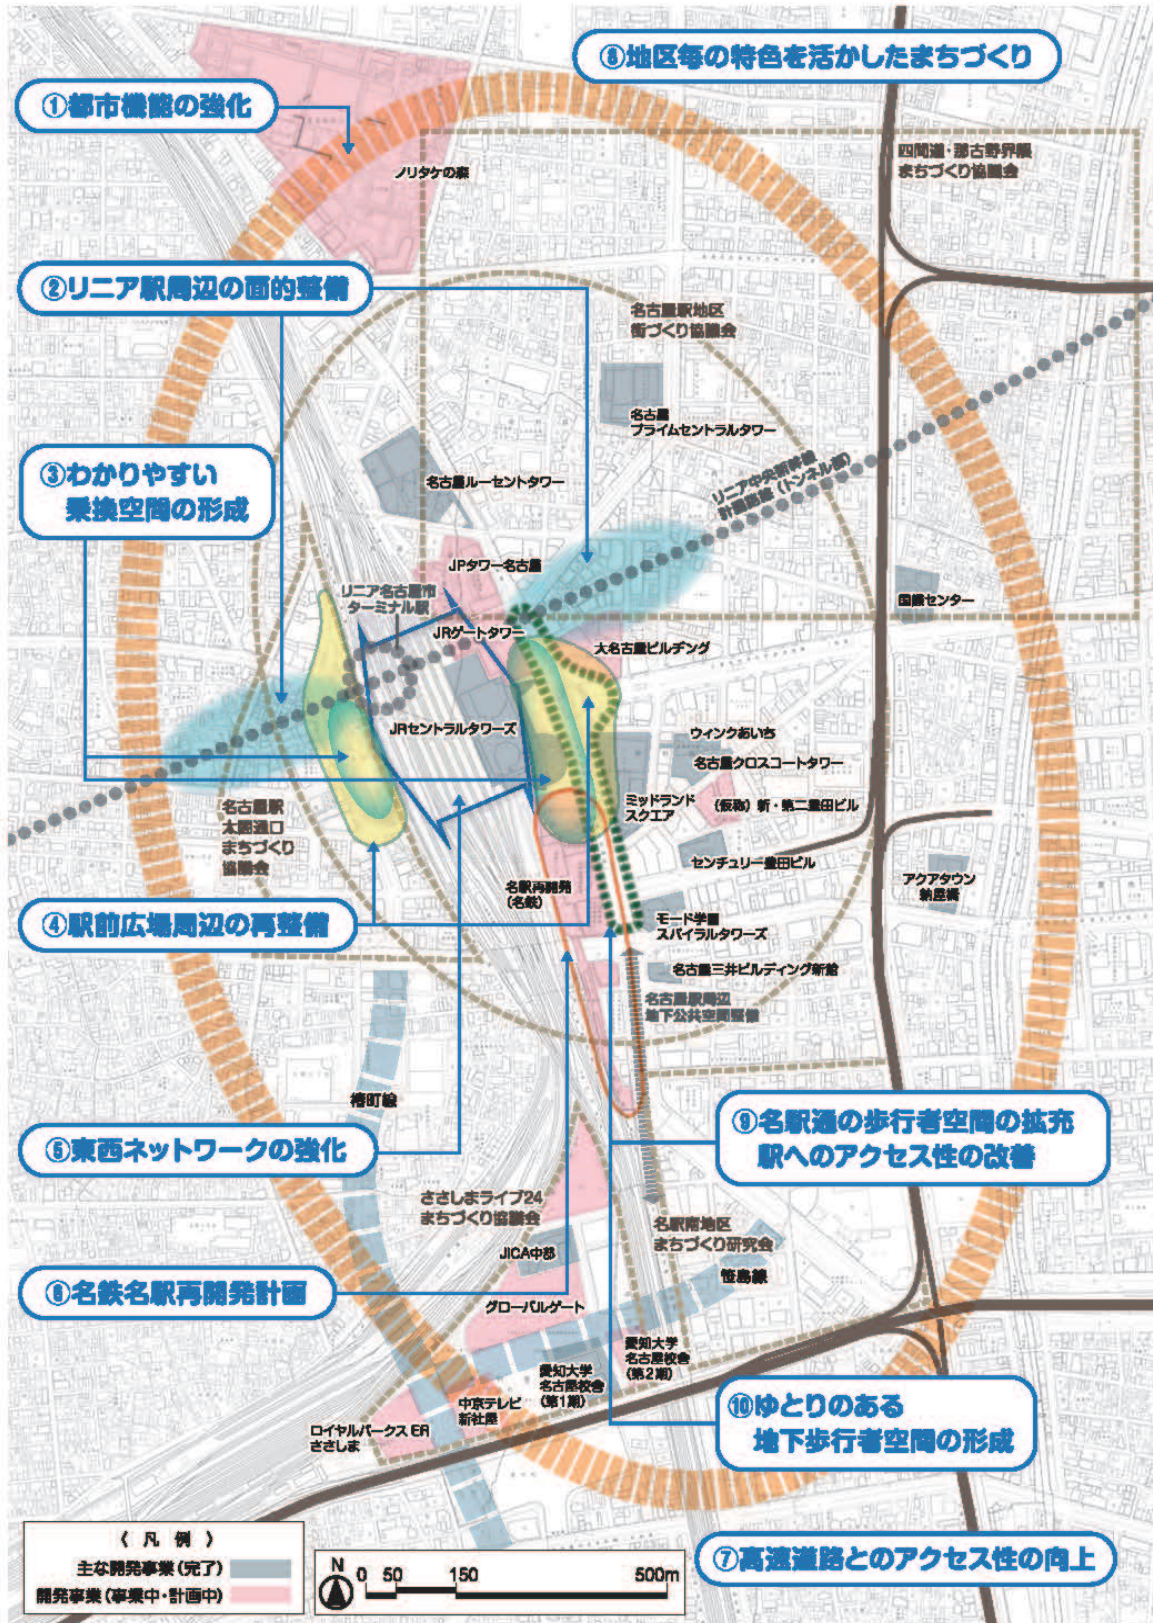 ⑧地区毎の特色を活かしたまちづくり
①都市機能の強化
四間道・那古野界隈
まちづくり協議会
ノリタケの森
②リニア駅周辺の面的整備
名古屋駅地区
街づくり協議会
名古屋
プライムセントラルタワー
③わかりやすい
乗換空間の形成
名古屋ルーセントタワー
リニア中央新幹線
計画路線（トンネル部）
JPタワー名古屋
リニア名古屋市
ターミナル駅
国際センター
JRゲートタワー
大名古屋ビルヂング
JRセントラルタワーズ
ウィンクあいち
名古屋クロスコートタワー
名古屋駅
太閤通口
まちづくり
協議会
ミッドランド
スクエア
（仮称）新・第二豊田ビル
センチュリー豊田ビル
名駅再開発
（名鉄）
アクアタウン
納屋橋
④駅前広場周辺の再整備
モード学園
スパイラルタワーズ
名古屋三井ビルディング新館
名古屋駅周辺
地下公共空間整備
椿町線
⑨名駅通の歩行者空間の拡充
駅へのアクセス性の改善
⑤東西ネットワークの強化
ささしまライブ24
まちづくり協議会
名駅南地区
まちづくり研究会
JICA中部
笹島線
⑥名鉄名駅再開発計画
グローバルゲート
愛知大学
名古屋校舎
（第2期）
愛知大学
名古屋校舎
（第1期）
中京テレビ
新社屋
ロイヤルパークス ER
ささしま
⑩ゆとりのある
地下歩行者空間の形成
⑦高速道路とのアクセス性の向上
《 凡 例 》
主な開発事業（完了）
開発事業（事業中・計画中）
N
0 50 150 500m